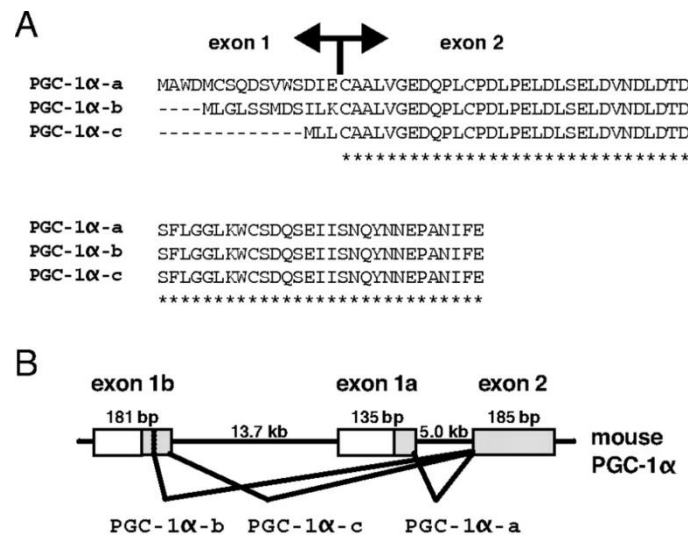 A
exon 1 exon 2
PGC-1α-a MAWDMCSQDSVWSDIECAALVGEDQPLCPDLPELDLSELDVNDLDTD
PGC-1α-b ----MLGLSSMDSILKCAALVGEDQPLCPDLPELDLSELDVNDLDTD
PGC-1α-c -------------MLLCAALVGEDQPLCPDLPELDLSELDVNDLDTD
*******************************
PGC-1α-a SFLGGLKWCSDQSEIISNQYNNEPANIFE
PGC-1α-b SFLGGLKWCSDQSEIISNQYNNEPANIFE
PGC-1α-c SFLGGLKWCSDQSEIISNQYNNEPANIFE
*****************************
B
exon 1b exon 1a exon 2
181 bp 135 bp 185 bp
13.7 kb 5.0 kb mouse
PGC-1α
PGC-1α-b PGC-1α-c PGC-1α-a